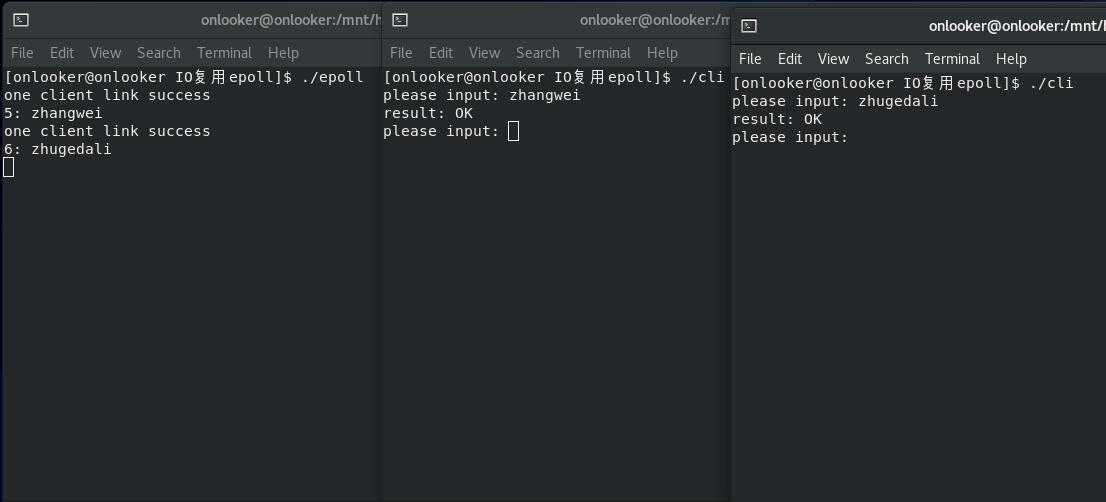 onlooker@onlooker:/mnt/h
File Edit View Search Terminal Help
[onlooker@onlooker IO复用epoll]$ ./epoll
one client link success
5: zhangwei
one client link success
6: zhugedali
onlooker@onlooker:/m
File Edit View Search Terminal Help
[onlooker@onlooker IO复用epoll]$ ./cli
please input: zhangwei
result: OK
please input:
onlooker@onlooker:/mnt/h
File Edit View Search Terminal Help
[onlooker@onlooker IO复用epoll]$ ./cli
please input: zhugedali
result: OK
please input: